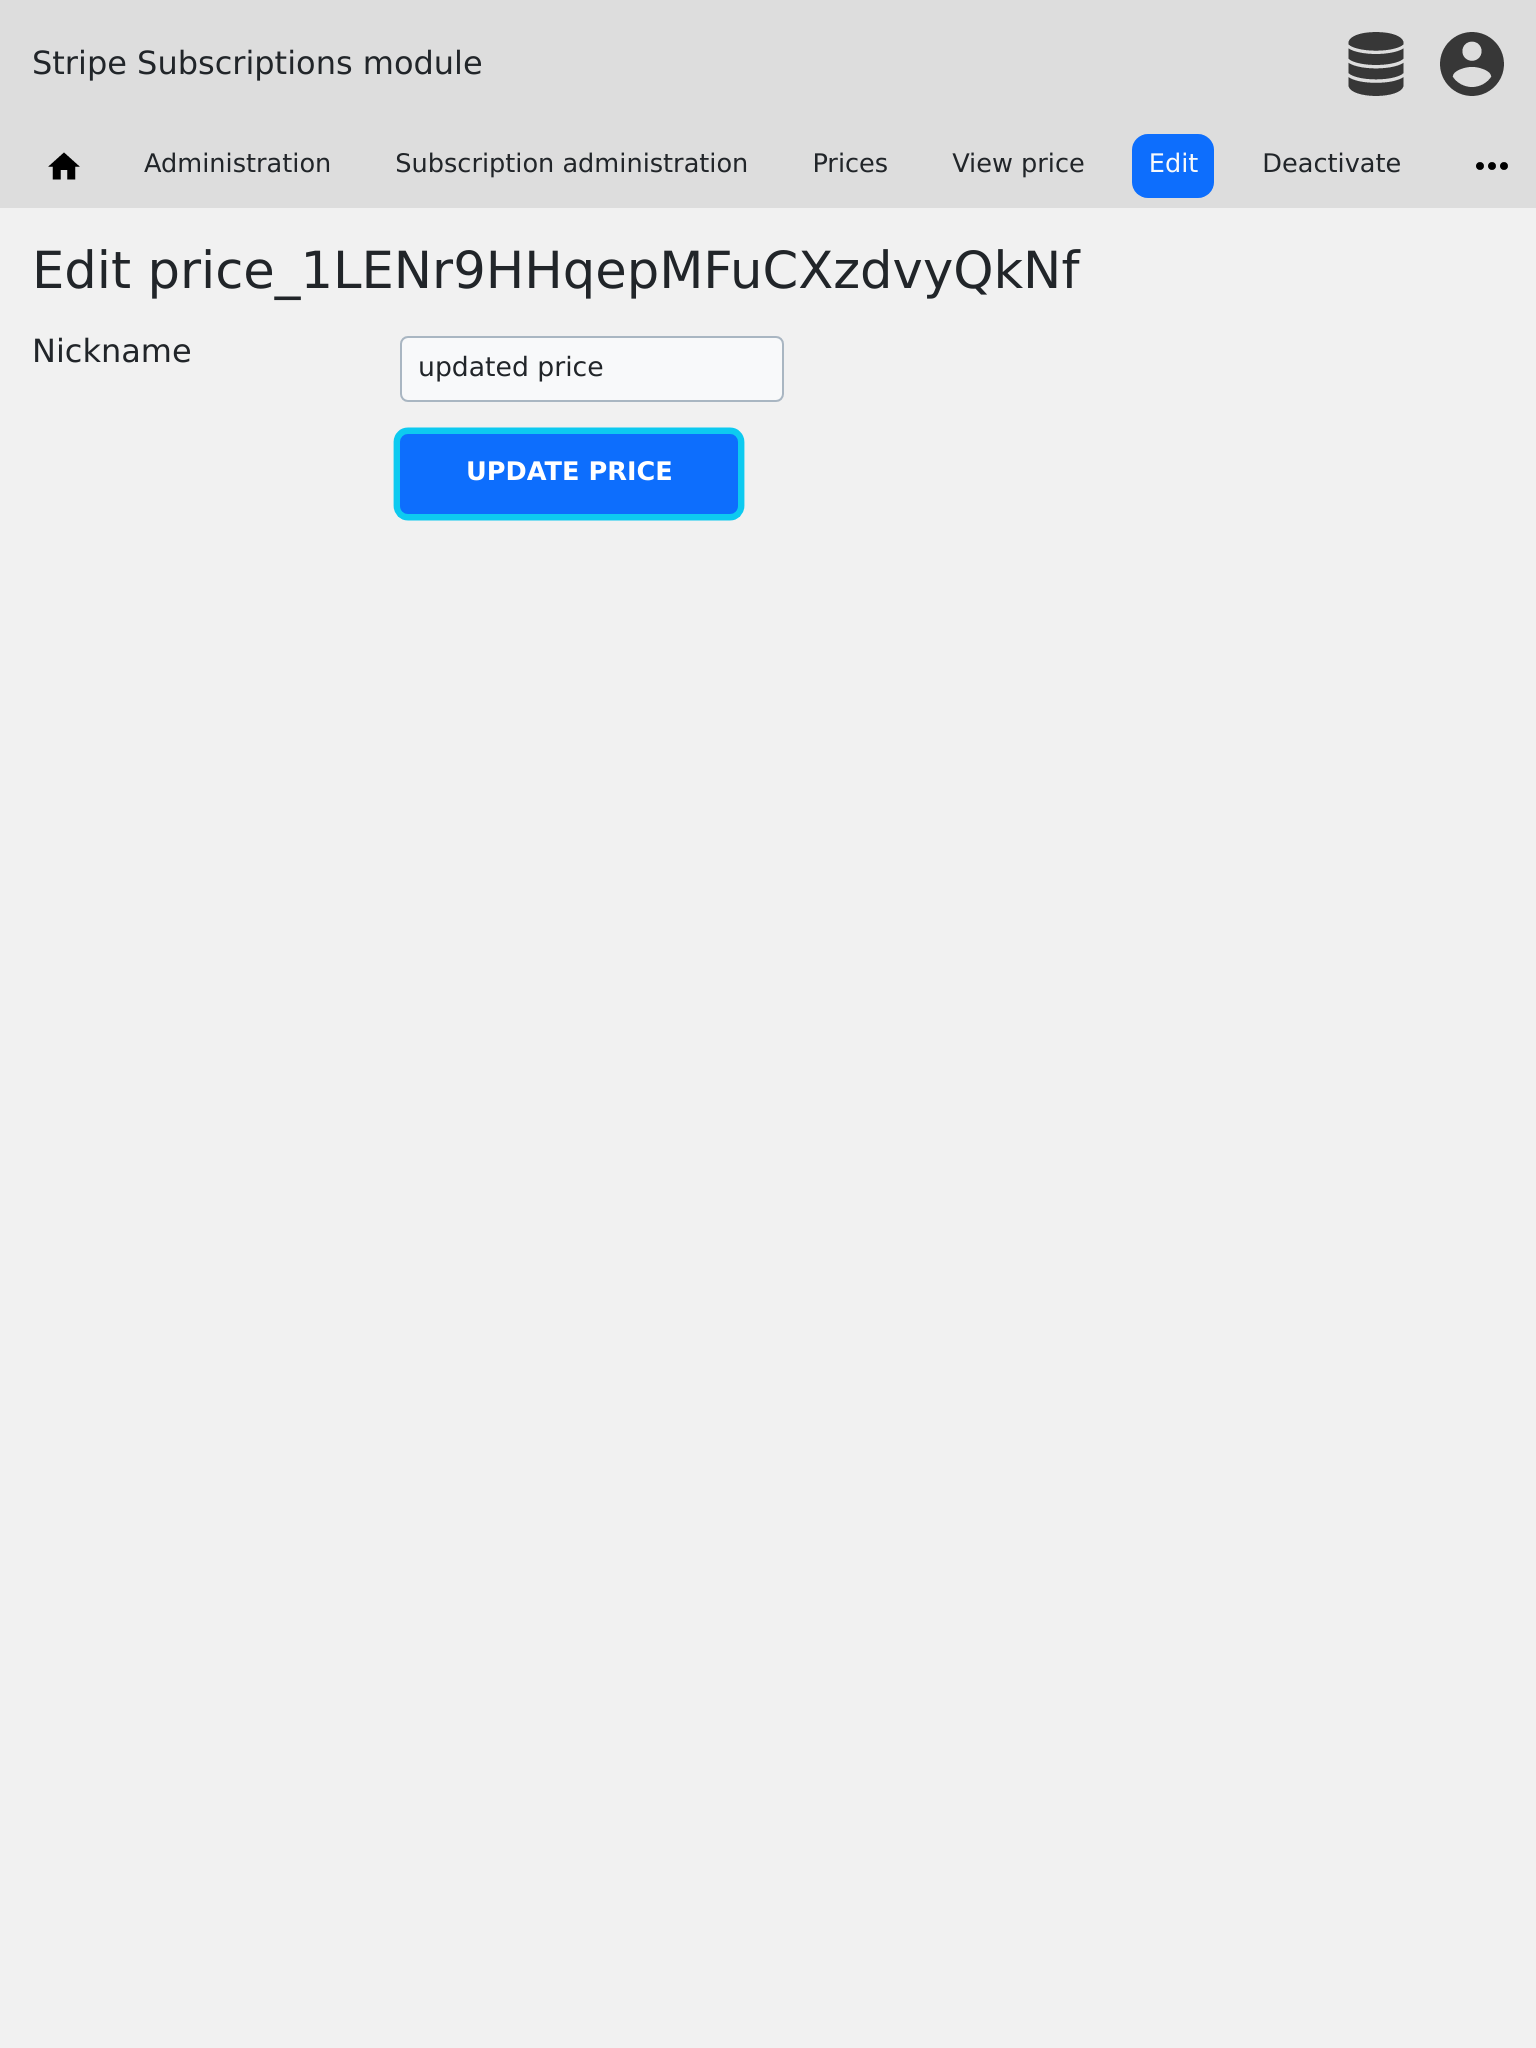 Stripe Subscriptions module
Administration Subscription administration Prices View price Edit Deactivate
Edit price_1LENr9HHqepMFuCXzdvyQkNf
Nickname
updated price
UPDATE PRICE